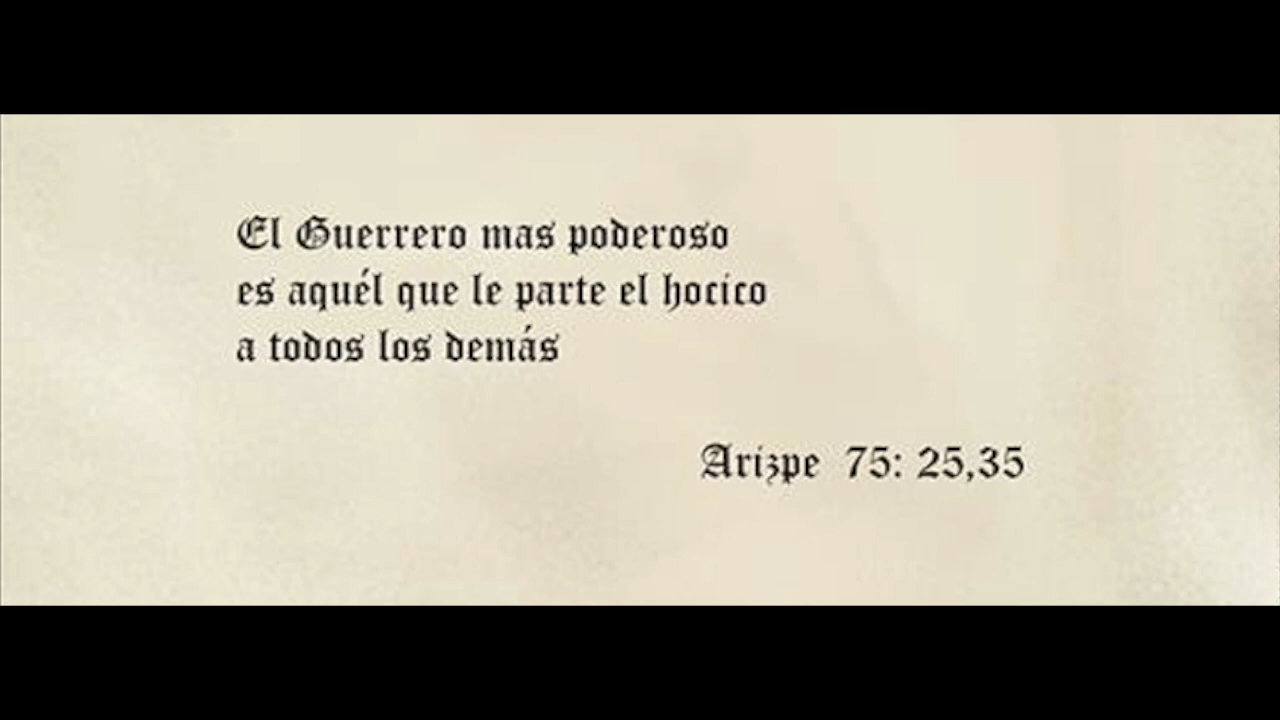 El Guerrero mas poderoso
es aquél que le parte el hocico
a todos los demás
Arizpe 75: 25,35